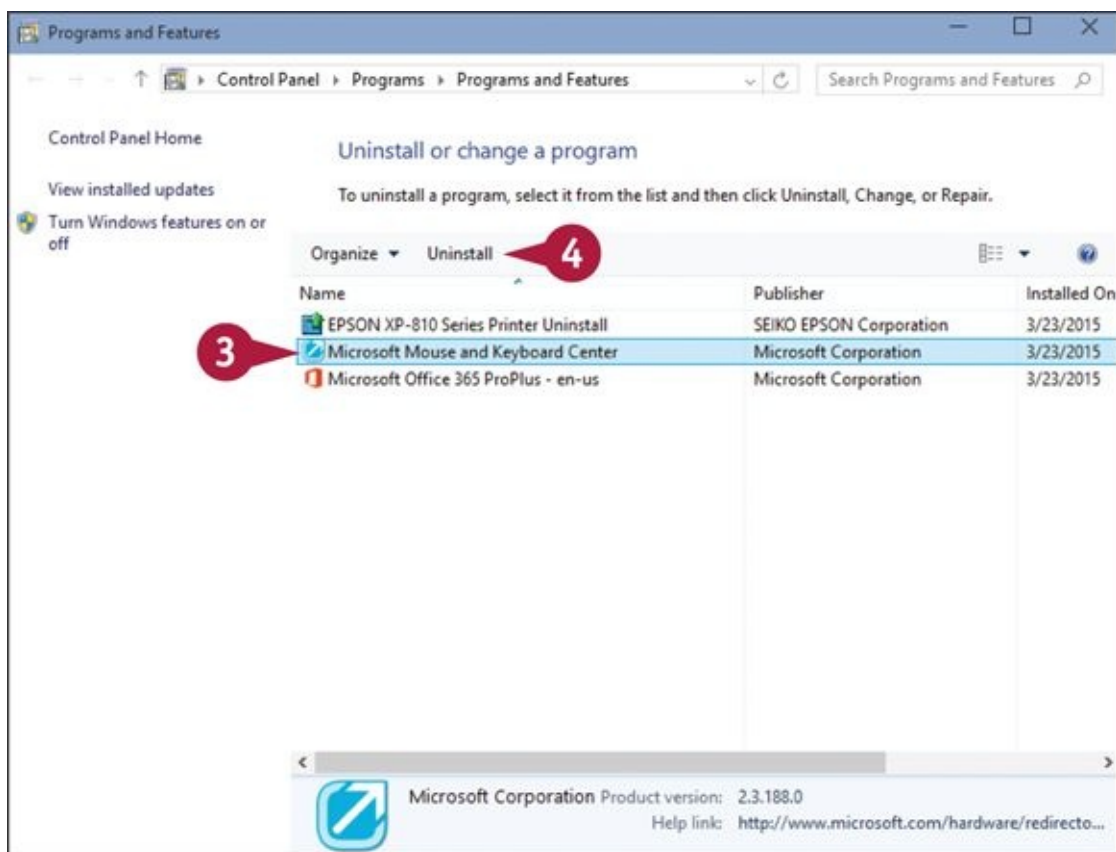 Programs and Features
Control Panel Programs Programs and Features
Search Programs and Features
Control Panel Home
View installed updates
Turn Windows features on or
off
Uninstall or change a program
To uninstall a program, select it from the list and then click Uninstall, Change, or Repair.
Organize Uninstall 4
Name Publisher Installed On
EPSON XP-810 Series Printer Uninstall SEIKO EPSON Corporation 3/23/2015
3 Microsoft Mouse and Keyboard Center Microsoft Corporation 3/23/2015
Microsoft Office 365 ProPlus - en-us Microsoft Corporation 3/23/2015
Microsoft Corporation Product version: 2.3.188.0
Help link: http://www.microsoft.com/hardware/redirecto...